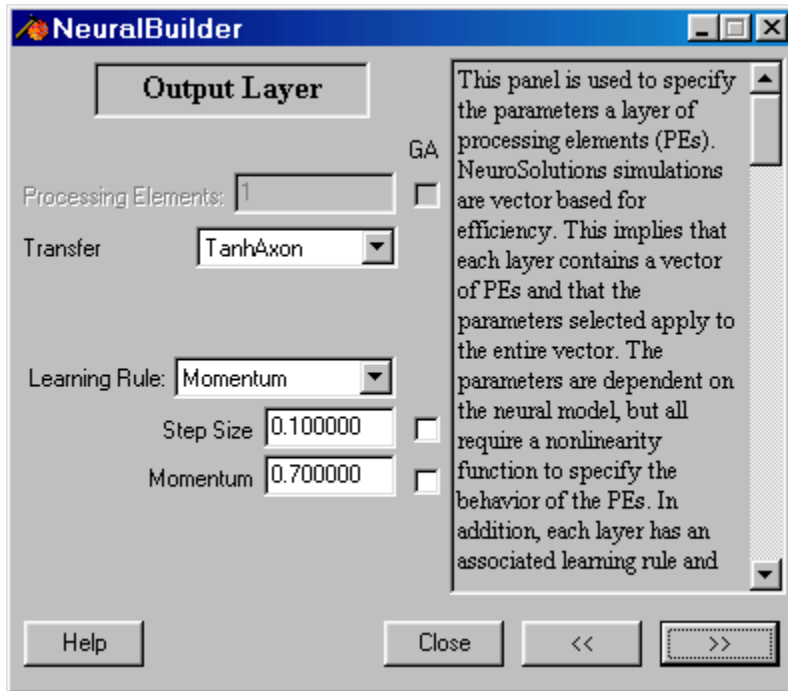 NeuralBuilder
Output Layer
GA
Processing Elements: 1
Transfer TanhAxon
Learning Rule: Momentum
Step Size 0.100000
Momentum 0.700000
This panel is used to specify
the parameters a layer of
processing elements (PEs).
NeuroSolutions simulations
are vector based for
efficiency. This implies that
each layer contains a vector
of PEs and that the
parameters selected apply to
the entire vector. The
parameters are dependent on
the neural model, but all
require a nonlinearity
function to specify the
behavior of the PEs. In
addition, each layer has an
associated learning rule and
Help Close << >>